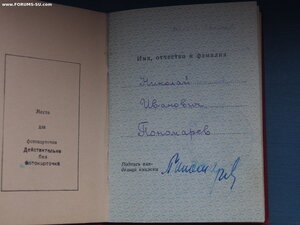 www.FORUMS-SU.com
Место
для
фотокарточки
Действительно
без
фотокарточки
Имя, отчество и фамилия
Николай
Иванович
Пономарев
Подпись вла-
дельца книжки